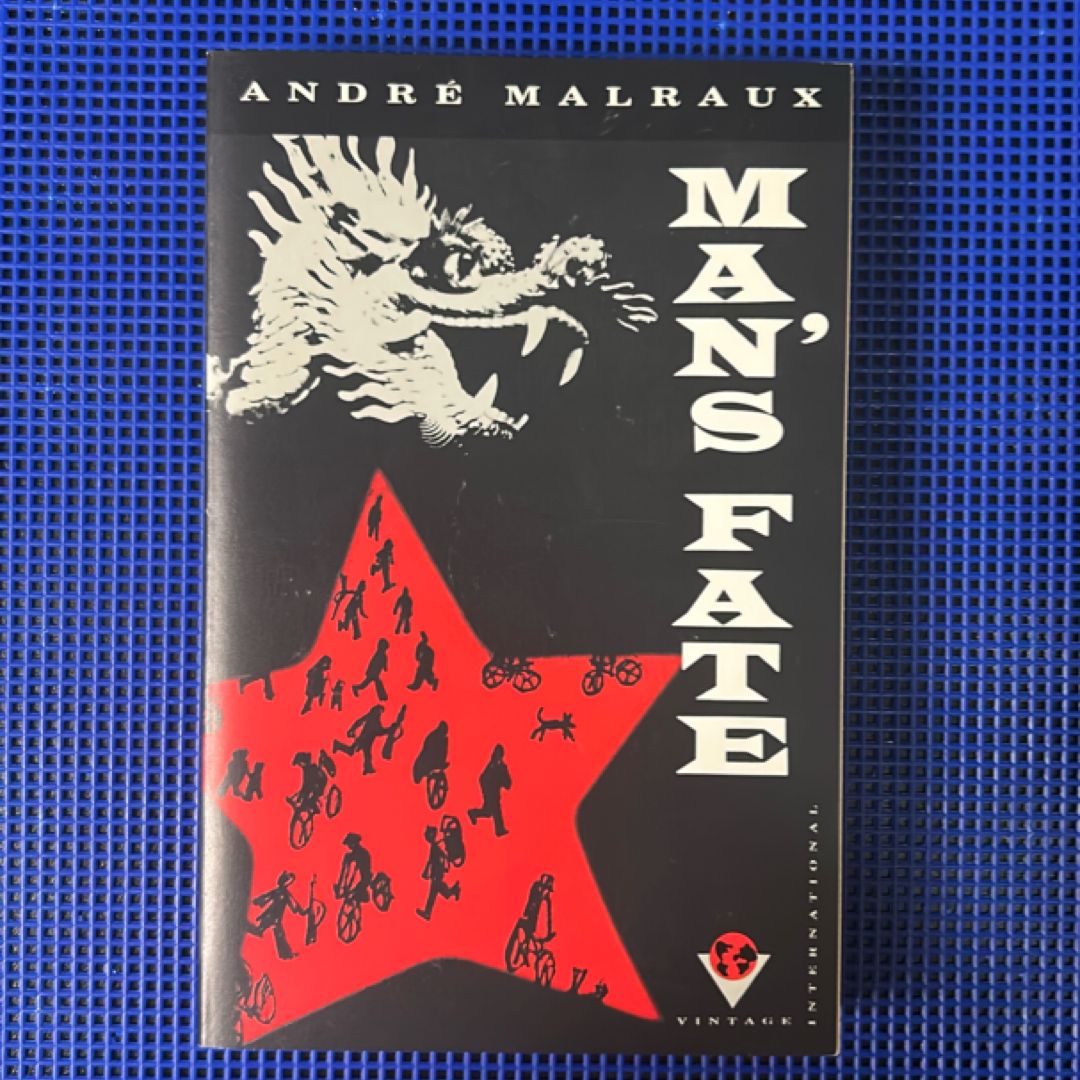 ANDRÉ MALRAUX
MAN'S
FATE
VINTAGE
INTERNATIONAL